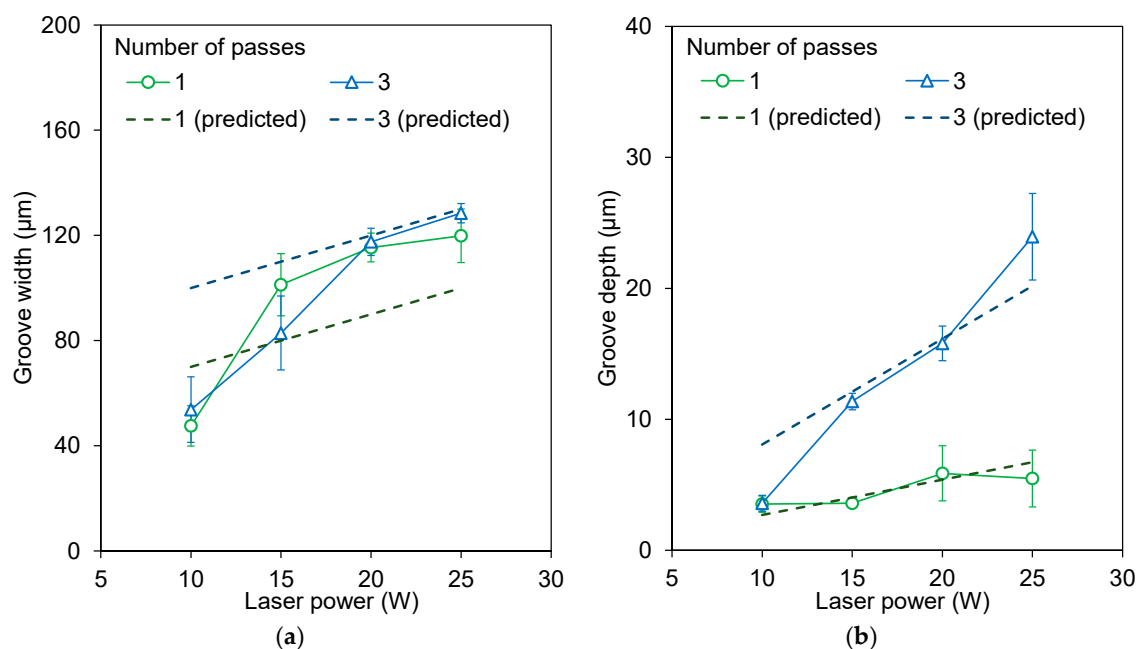 Number of passes
1
3
1 (predicted)
3 (predicted)
Groove width (µm)
200
160
120
80
40
0
5
10
15
20
25
30
Laser power (W)
(a)
Number of passes
1
3
1 (predicted)
3 (predicted)
Groove depth (µm)
40
30
20
10
0
5
10
15
20
25
30
Laser power (W)
(b)